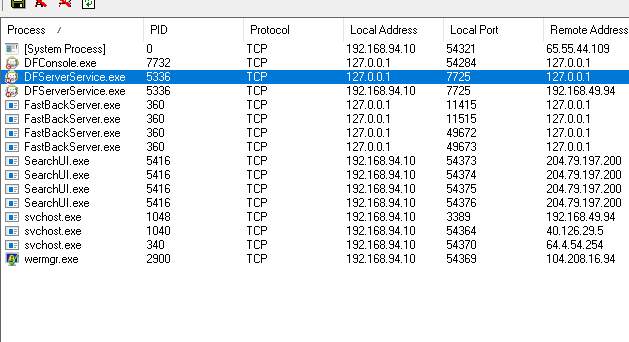 Process / PID Protocol Local Address Local Port Remote Address
[System Process] 0 TCP 192.168.94.10 54321 65.55.44.109
DFConsole.exe 7732 TCP 127.0.0.1 54284 127.0.0.1
DFServerService.exe 5336 TCP 127.0.0.1 7725 127.0.0.1
DFServerService.exe 5336 TCP 192.168.94.10 7725 192.168.49.94
FastBackServer.exe 360 TCP 127.0.0.1 11415 127.0.0.1
FastBackServer.exe 360 TCP 127.0.0.1 11515 127.0.0.1
FastBackServer.exe 360 TCP 127.0.0.1 49672 127.0.0.1
FastBackServer.exe 360 TCP 127.0.0.1 49673 127.0.0.1
SearchUI.exe 5416 TCP 192.168.94.10 54373 204.79.197.200
SearchUI.exe 5416 TCP 192.168.94.10 54374 204.79.197.200
SearchUI.exe 5416 TCP 192.168.94.10 54375 204.79.197.200
SearchUI.exe 5416 TCP 192.168.94.10 54376 204.79.197.200
svchost.exe 1048 TCP 192.168.94.10 3389 192.168.49.94
svchost.exe 1040 TCP 192.168.94.10 54364 40.126.29.5
svchost.exe 340 TCP 192.168.94.10 54370 64.4.54.254
wermgr.exe 2900 TCP 192.168.94.10 54369 104.208.16.94